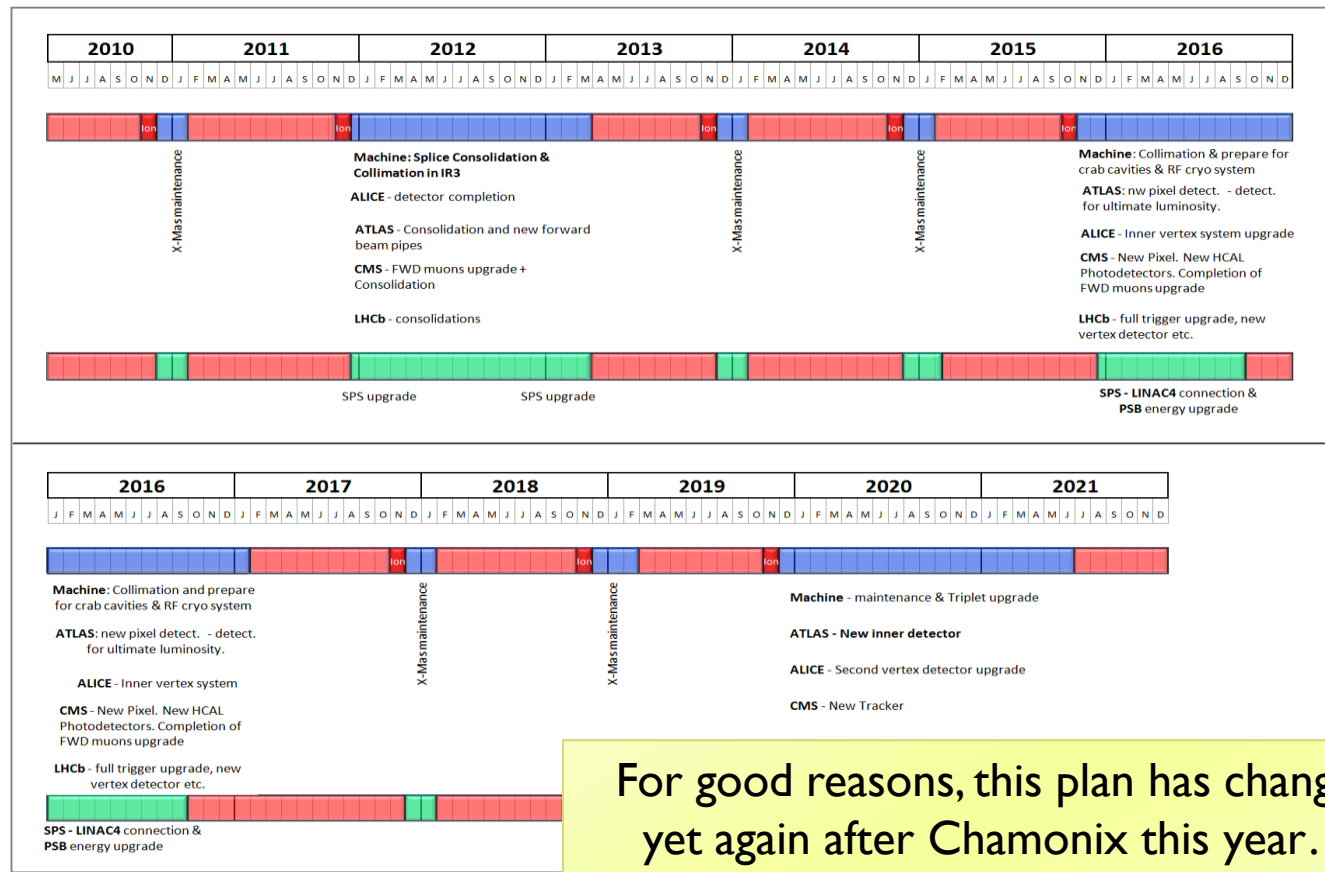 2010 2011 2012 2013 2014 2015 2016
M J J A S O N D J F M A M J J A S O N D J F M A M J J A S O N D J F M A M J J A S O N D J F M A M J J A S O N D J F M A M J J A S O N D J F M A M J J A S O N D
Ion Ion Ion Ion Ion
X-Mas maintenance
Machine: Splice Consolidation &
Collimation in IR3
ALICE - detector completion
ATLAS - Consolidation and new forward
beam pipes
CMS - FWD muons upgrade +
Consolidation
LHCb - consolidations
X-Mas maintenance
X-Mas maintenance
Machine: Collimation & prepare for
crab cavities & RF cryo system
ATLAS: nw pixel detect. - detect.
for ultimate luminosity.
ALICE - Inner vertex system upgrade
CMS - New Pixel. New HCAL
Photodetectors. Completion of
FWD muons upgrade
LHCb - full trigger upgrade, new
vertex detector etc.
SPS upgrade SPS upgrade
SPS - LINAC4 connection &
PSB energy upgrade
2016 2017 2018 2019 2020 2021
J F M A M J J A S O N D J F M A M J J A S O N D J F M A M J J A S O N D J F M A M J J A S O N D J F M A M J J A S O N D J F M A M J J A S O N D
Ion Ion Ion
Machine: Collimation and prepare
for crab cavities & RF cryo system
ATLAS: new pixel detect. - detect.
for ultimate luminosity.
ALICE - Inner vertex system
CMS - New Pixel. New HCAL
Photodetectors. Completion of
FWD muons upgrade
LHCb - full trigger upgrade, new
vertex detector etc.
X-Mas maintenance
X-Mas maintenance
Machine - maintenance & Triplet upgrade
ATLAS - New inner detector
ALICE - Second vertex detector upgrade
CMS - New Tracker
SPS - LINAC4 connection &
PSB energy upgrade
For good reasons, this plan has chang
yet again after Chamonix this year.